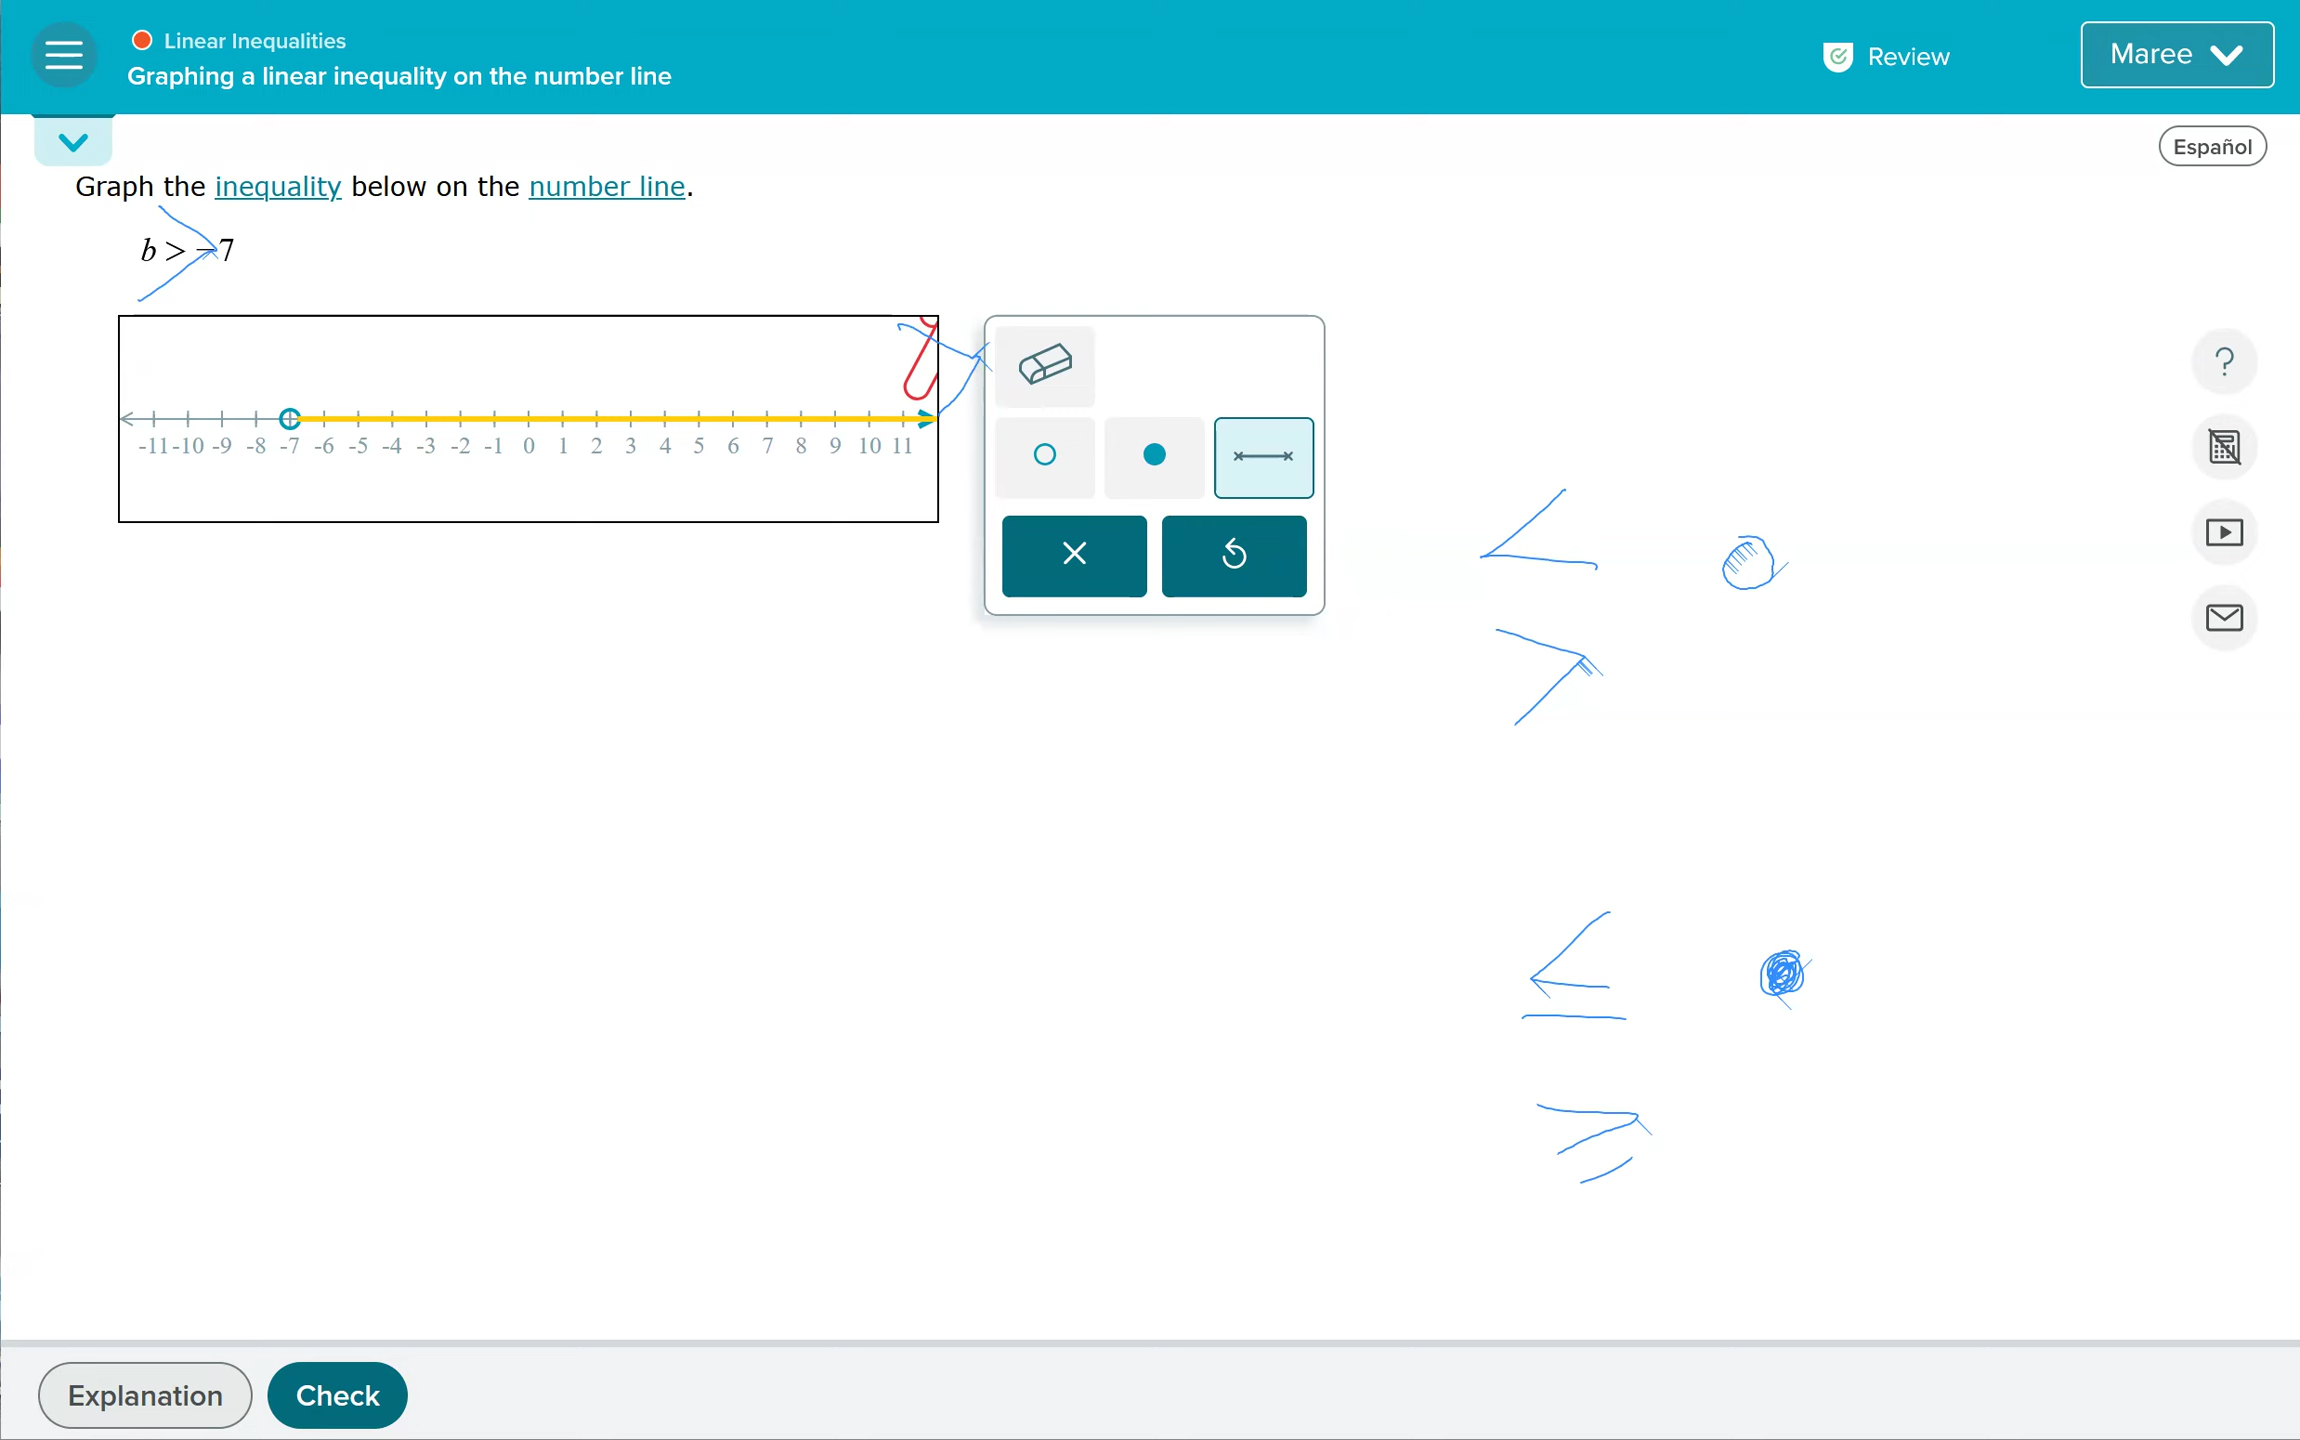 Linear Inequalities
Graphing a linear inequality on the number line
Review
Maree
Español
Graph the inequality below on the number line.
b > −7
-11 -10 -9 -8 -7 -6 -5 -4 -3 -2 -1 0 1 2 3 4 5 6 7 8 9 10 11
<
>
≤
≥
Explanation
Check